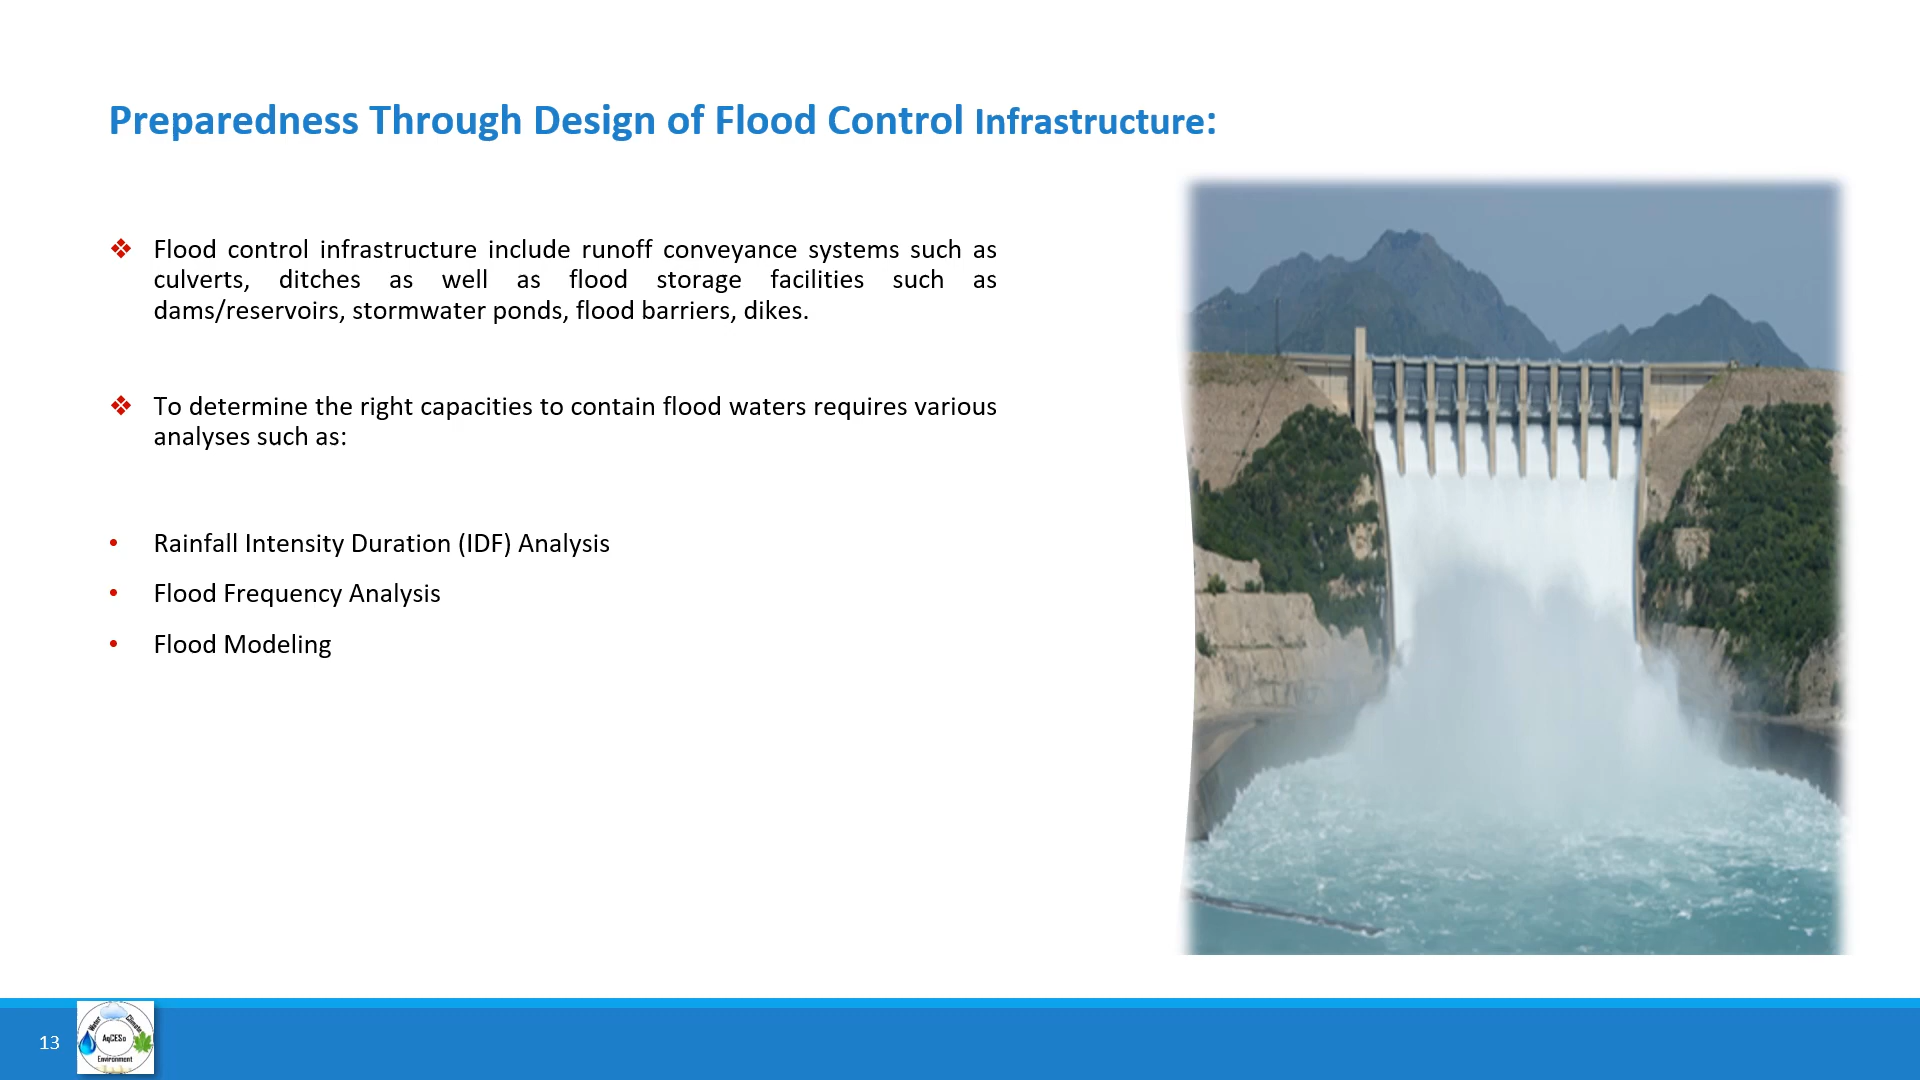 Preparedness Through Design of Flood Control Infrastructure:
Flood control infrastructure include runoff conveyance systems such as
culverts, ditches as well as flood storage facilities such as
dams/reservoirs, stormwater ponds, flood barriers, dikes.
To determine the right capacities to contain flood waters requires various
analyses such as:
Rainfall Intensity Duration (IDF) Analysis
Flood Frequency Analysis
Flood Modeling
13
Water
Climate
AqCESo
Environment